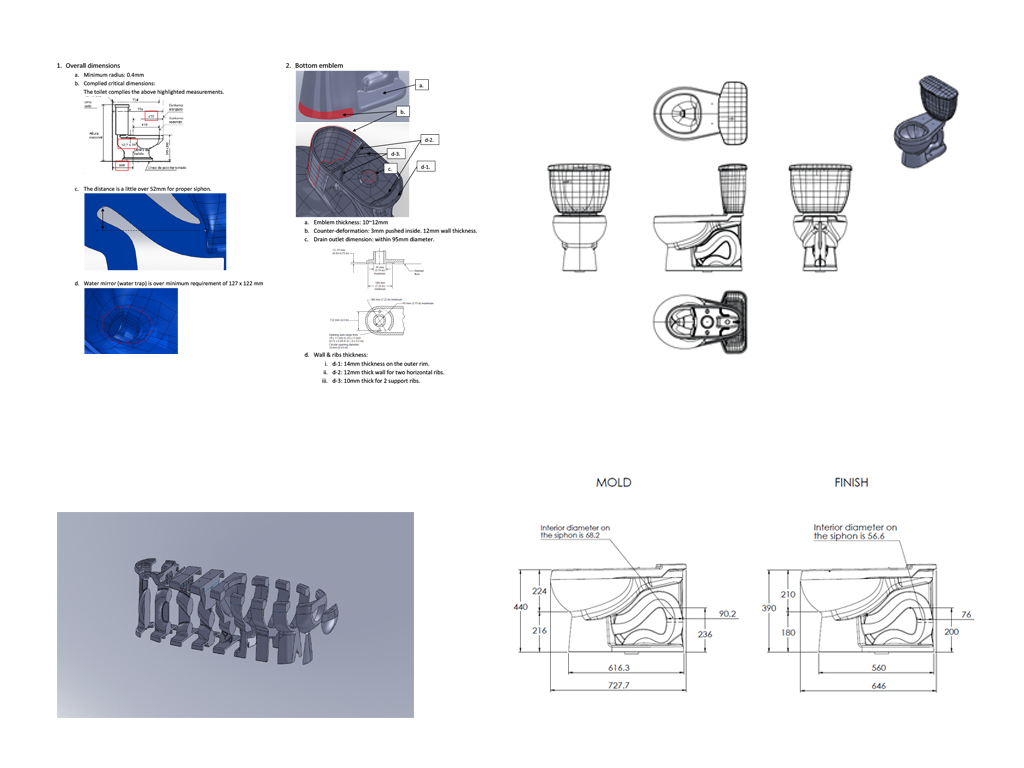 1. Overall dimensions
a. Minimum radius: 0.4mm
b. Complied critical dimensions:
The toilet complies the above highlighted measurements.
c. The distance is a little over 52mm for proper siphon.
d. Water mirror (water trap) is over minimum requirement of 127 x 122 mm
2. Bottom emblem
a.
b.
d-2.
d-3.
c.
d-1.
a. Emblem thickness: 10~12mm
b. Counter-deformation: 3mm pushed inside. 12mm wall thickness.
c. Drain outlet dimension: within 95mm diameter.
d. Wall & ribs thickness:
i. d-1: 14mm thickness on the outer rim.
ii. d-2: 12mm thick wall for two horizontal ribs.
iii. d-3: 10mm thick for 2 support ribs.
MOLD
Interior diameter on
the siphon is 68.2
224
440
216
90.2
236
616.3
727.7
FINISH
Interior diameter on
the siphon is 56.6
210
390
180
76
200
560
646